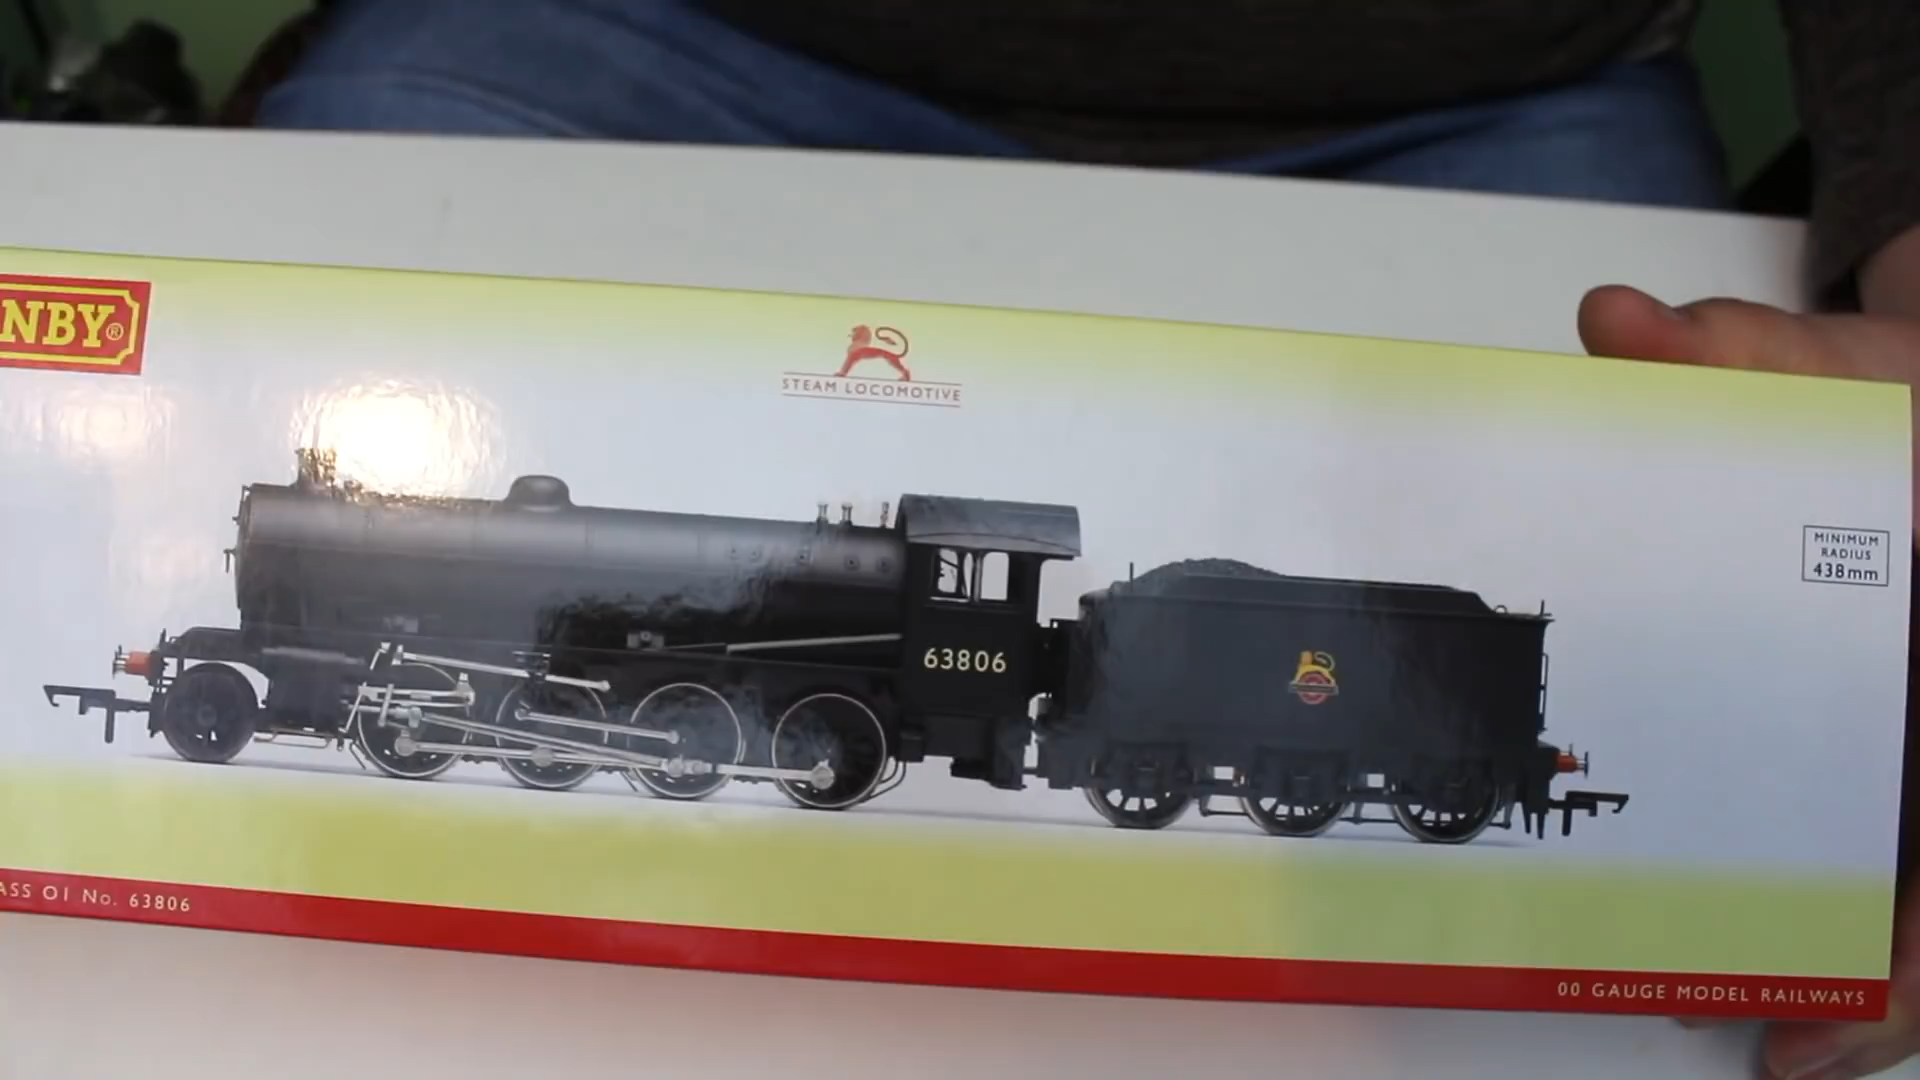 NBY®
STEAM LOCOMOTIVE
MINIMUM
RADIUS
438mm
63806
ASS O1 No. 63806
00 GAUGE MODEL RAILWAYS